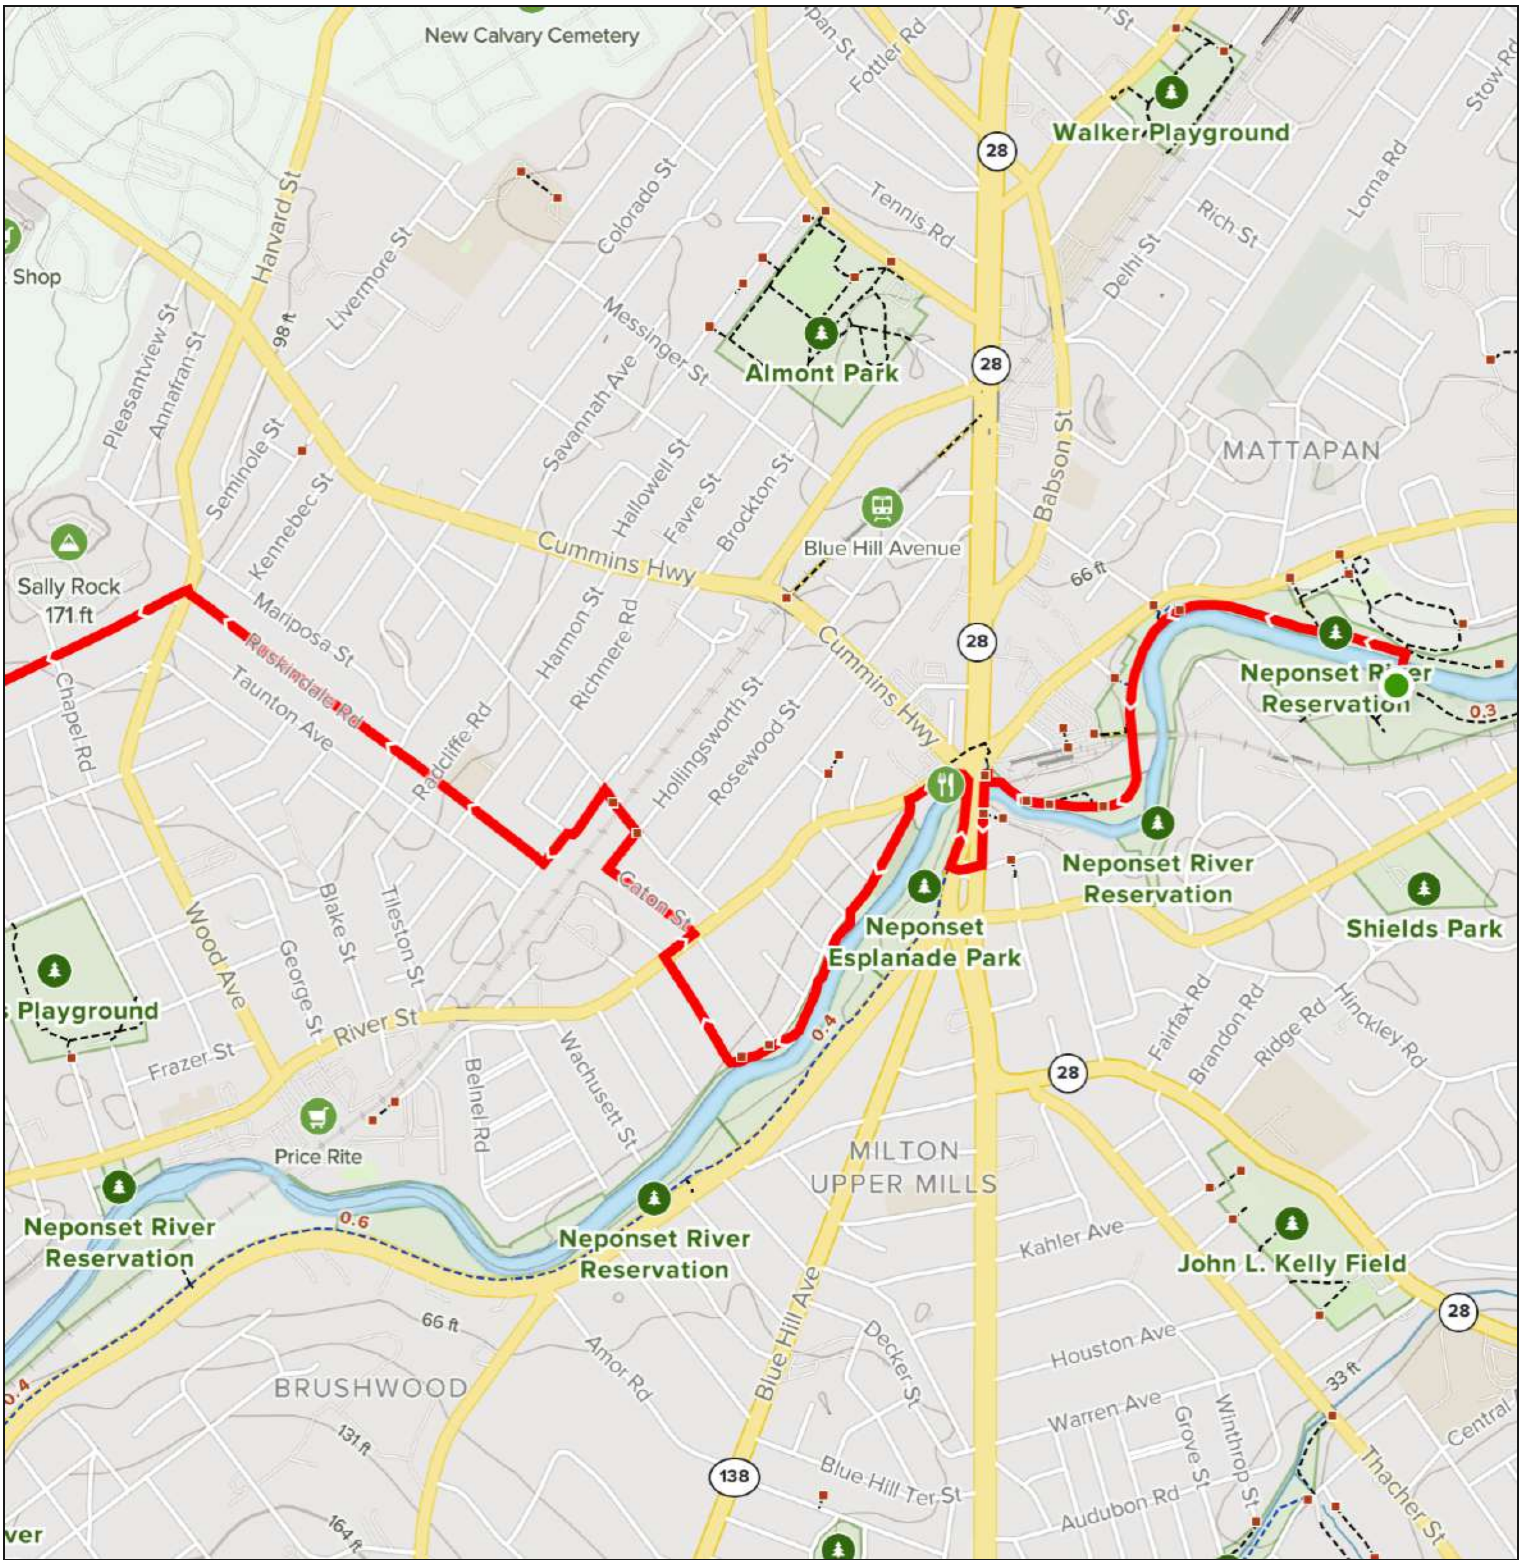 New Calvary Cemetery
Fottler Rd
Stow Rd
28
Walker Playground
Lorna Rd
Harvard St
Colorado St
Tennis Rd
Rich St
Shop
Livermore St
Delhi St
98 ft
Pleasantview St
Annafran St
Messinger St
28
Almont Park
Savannah Ave
Seminole St
Hallowell St
Favre St
Brockton St
Babson St
MATTAPAN
Kennebec St
Cummins Hwy
Blue Hill Avenue
Sally Rock
171 ft
66 ft
Mariposa St
Harmon St
Richmere Rd
Cummins Hwy
28
Ruskindale Rd
Taunton Ave
Chapel Rd
Radcliffe Rd
Hollingsworth St
Rosewood St
Neponset River
Reservation
0.3
Neponset River
Reservation
Caton St
Blake St
Tileston St
Wood Ave
George St
Neponset
Esplanade Park
Shields Park
s Playground
River St
Frazer St
0.4
Wachusett St
Belnel Rd
Fairfax Rd
Brandon Rd
Ridge Rd
Hinckley Rd
28
Price Rite
MILTON
UPPER MILLS
Neponset River
Reservation
0.6
Neponset River
Reservation
Kahler Ave
John L. Kelly Field
28
66 ft
Blue Hill Ave
Decker St
Houston Ave
Amor Rd
0.4
BRUSHWOOD
33 ft
Warren Ave
Grove St
Winthrop St
Central
131 ft
138
Blue Hill Ter St
Audubon Rd
Thacher St
164 ft
ver